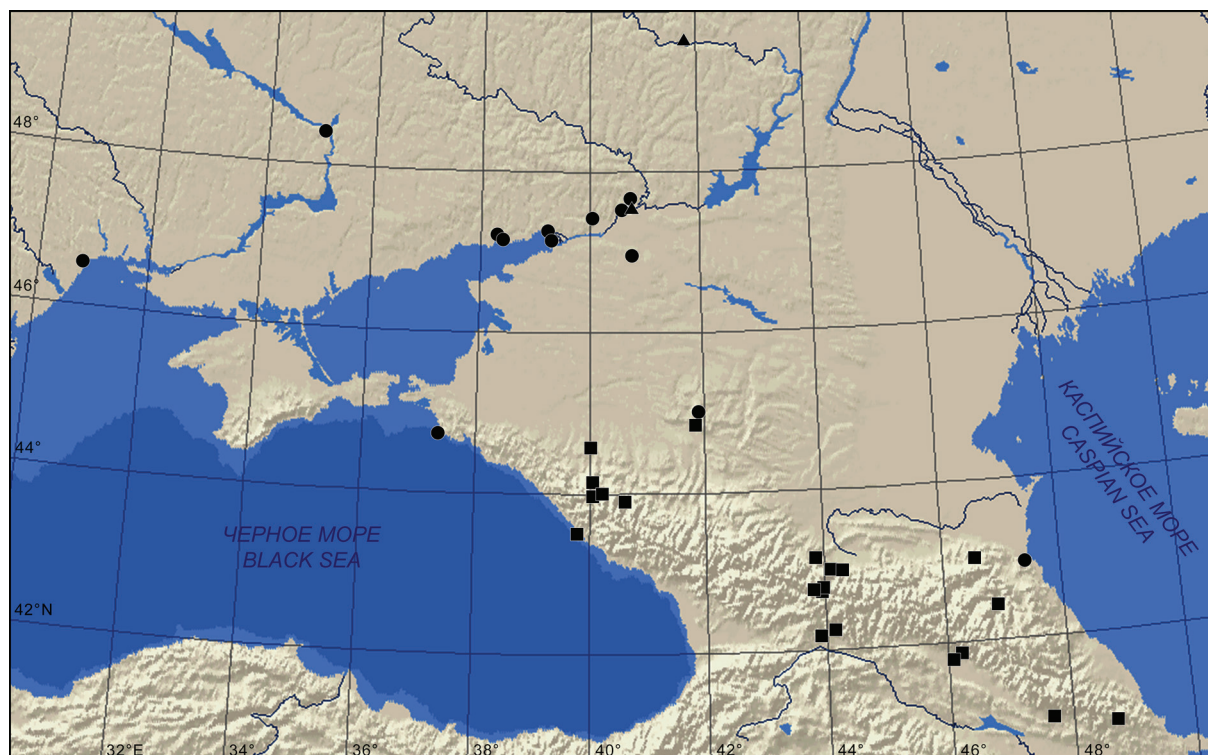 48°
46°
44°
42°N
ЧЕРНОЕ МОРЕ
BLACK SEA
КАСПИЙСКОЕ МОРЕ
CASPIAN SEA
32°E
34°
36°
38°
40°
42°
44°
46°
48°